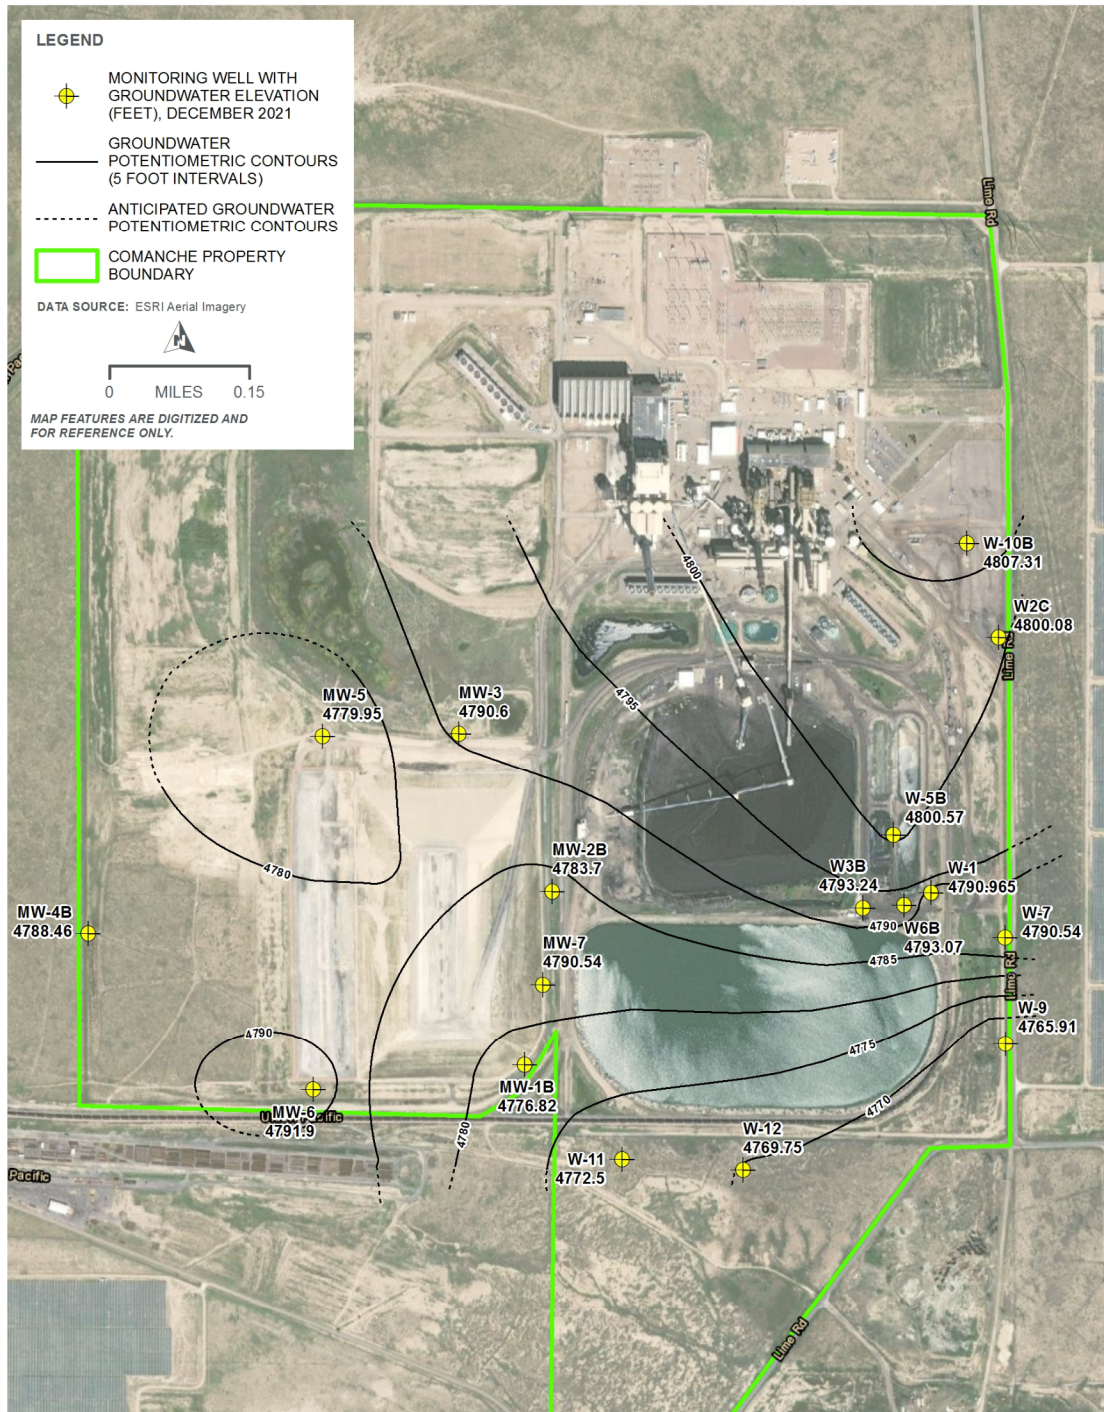 LEGEND
MONITORING WELL WITH
GROUNDWATER ELEVATION
(FEET), DECEMBER 2021
GROUNDWATER
POTENTIOMETRIC CONTOURS
(5 FOOT INTERVALS)
ANTICIPATED GROUNDWATER
POTENTIOMETRIC CONTOURS
COMANCHE PROPERTY
BOUNDARY
DATA SOURCE: ESRI Aerial Imagery
N
0 MILES 0.15
MAP FEATURES ARE DIGITIZED AND
FOR REFERENCE ONLY.
Lime Rd
W-10B
4807.31
4800
W2C
4800.08
Lime Rd
4795
MW-5
4779.95
MW-3
4790.6
W-5B
4800.57
4780
MW-2B
4783.7
W3B
4793.24
W-1
4790.965
MW-4B
4788.46
4790
W6B
4793.07
W-7
4790.54
4785
MW-7
4790.54
Lime Rd
W-9
4765.91
4790
4775
MW-1B
4776.82
4770
MW-6
4791.9
Pacific
4780
W-12
4769.75
W-11
4772.5
Pacific
Lime Rd